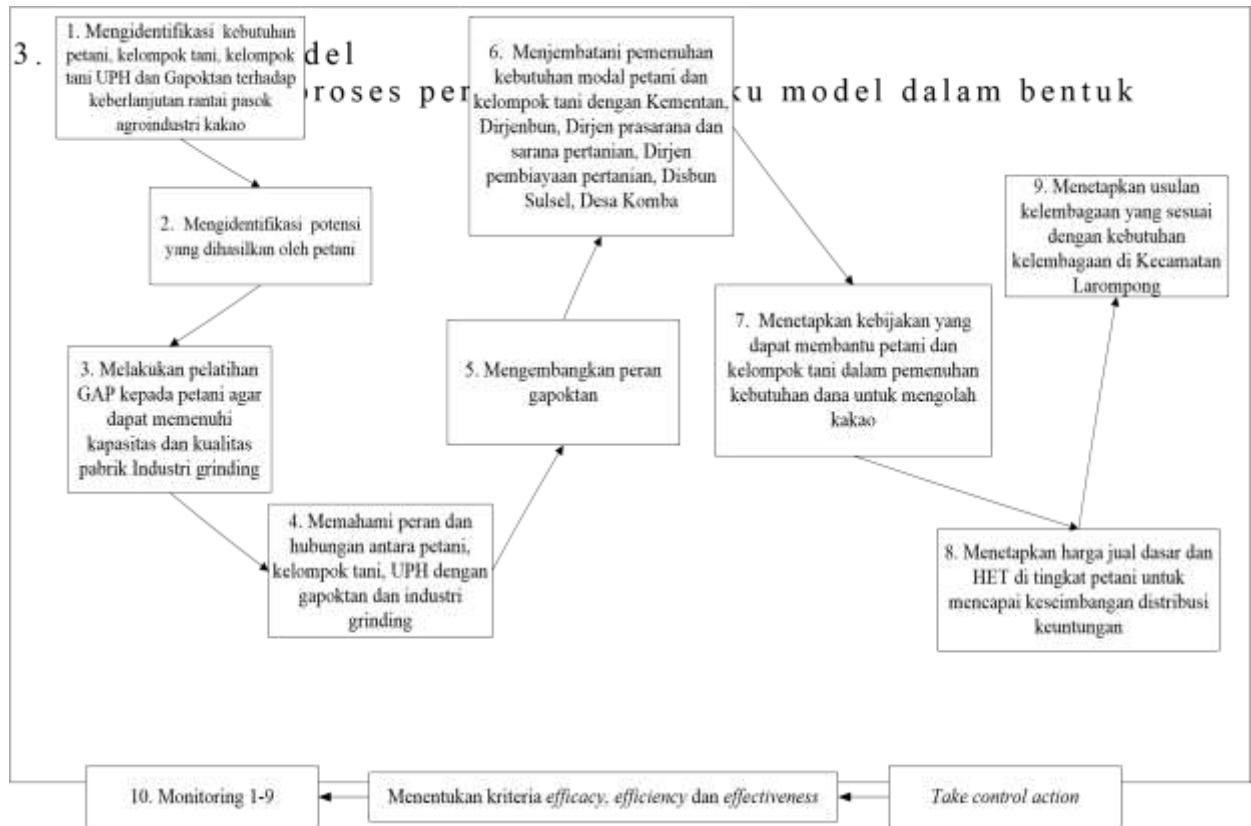 3.
del
proses per
ku model dalam bentuk
1. Mengidentifikasi kebutuhan
petani, kelompok tani, kelompok
tani UPH dan Gapoktan terhadap
keberlanjutan rantai pasok
agroindustri kakao
2. Mengidentifikasi potensi
yang dihasilkan oleh petani
3. Melakukan pelatihan
GAP kepada petani agar
dapat memenuhi
kapasitas dan kualitas
pabrik Industri grinding
4. Memahami peran dan
hubungan antara petani,
kelompok tani, UPH dengan
gapoktan dan industri
grinding
5. Mengembangkan peran
gapoktan
6. Menjembatani pemenuhan
kebutuhan modal petani dan
kelompok tani dengan Kementan,
Dirjenbun, Dirjen prasarana dan
sarana pertanian, Dirjen
pembiayaan pertanian, Disbun
Sulsel, Desa Komba
7. Menetapkan kebijakan yang
dapat membantu petani dan
kelompok tani dalam pemenuhan
kebutuhan dana untuk mengolah
kakao
8. Menetapkan harga jual dasar dan
HET di tingkat petani untuk
mencapai keseimbangan distribusi
keuntungan
9. Menetapkan usulan
kelembagaan yang sesuai
dengan kebutuhan
kelembagaan di Kecamatan
Larompong
10. Monitoring 1-9
Menentukan kriteria efficacy, efficiency dan effectiveness
Take control action